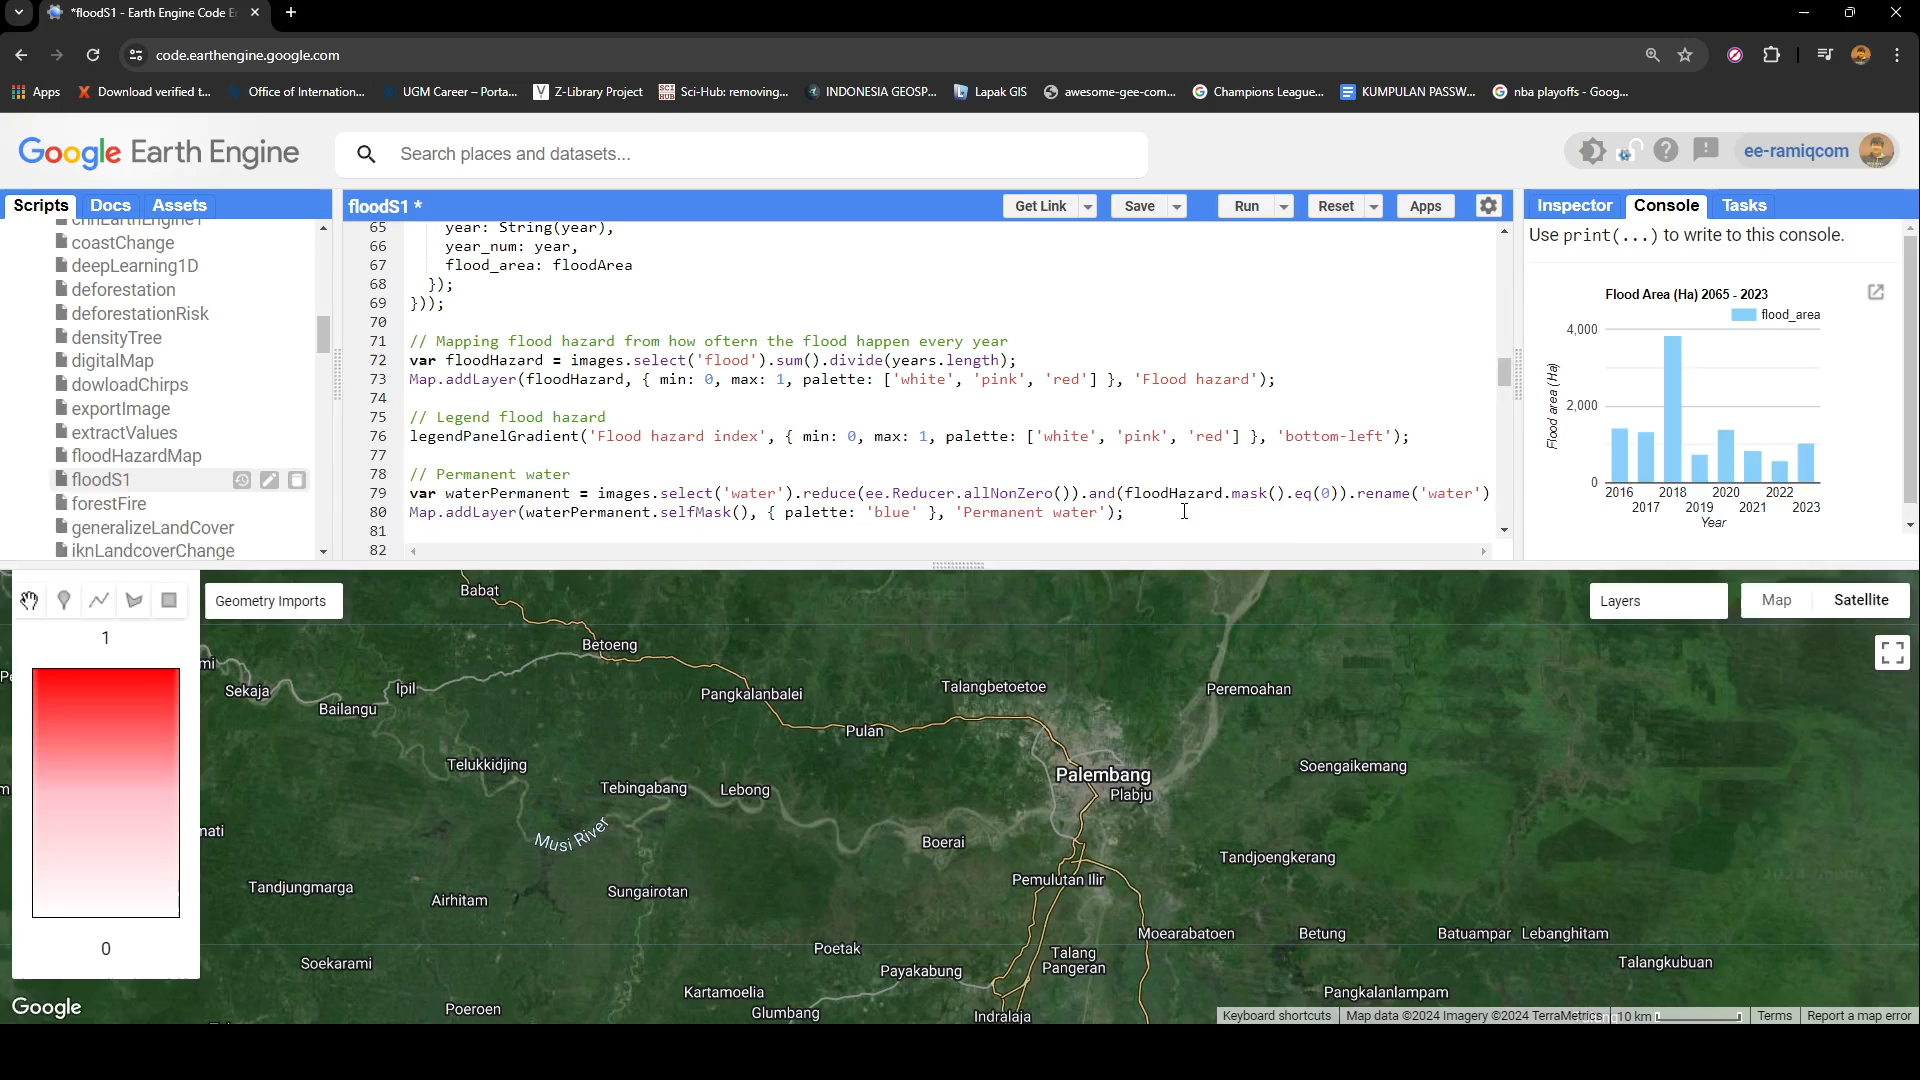 *floodS1 - Earth Engine Code E
code.earthengine.google.com
Apps
Download verified t...
Office of Internation...
UGM Career – Porta...
Z-Library Project
SCI HUB
Sci-Hub: removing...
INDONESIA GEOSP...
Lapak GIS
awesome-gee-com...
Champions League...
KUMPULAN PASSW...
nba playoffs - Goog...
Google Earth Engine
Search places and datasets...
ee-ramiqcom
Scripts
Docs
Assets
coastChange
deepLearning1D
deforestation
deforestationRisk
densityTree
digitalMap
dowloadChirps
exportImage
extractValues
floodHazardMap
floodS1
forestFire
generalizeLandCover
iknLandcoverChange
floodS1 *
Get Link
Save
Run
Reset
Apps
65 year: String(year),
66 year_num: year,
67 flood_area: floodArea
68 });
69 }));
70
71 // Mapping flood hazard from how oftern the flood happen every year
72 var floodHazard = images.select('flood').sum().divide(years.length);
73 Map.addLayer(floodHazard, { min: 0, max: 1, palette: ['white', 'pink', 'red'] }, 'Flood hazard');
74
75 // Legend flood hazard
76 legendPanelGradient('Flood hazard index', { min: 0, max: 1, palette: ['white', 'pink', 'red'] }, 'bottom-left');
77
78 // Permanent water
79 var waterPermanent = images.select('water').reduce(ee.Reducer.allNonZero()).and(floodHazard.mask().eq(0)).rename('water')
80 Map.addLayer(waterPermanent.selfMask(), { palette: 'blue' }, 'Permanent water');
81
82
Inspector
Console
Tasks
Use print(...) to write to this console.
Flood Area (Ha) 2065 - 2023
flood_area
4,000
2,000
0
Flood area (Ha)
2016 2018 2020 2022
2017 2019 2021 2023
Year
Geometry Imports
Layers
Map
Satellite
1
0
Babat
Betoeng
Sekaja
Ipil
Bailangu
Pangkalanbalei
Talangbetoetoe
Peremoahan
Pulan
Telukkidjing
Tebingabang
Lebong
Palembang
Plabju
Soengaikemang
Musi River
Boerai
Tandjoengkerang
Pemulutan Ilir
Tandjungmarga
Airhitam
Sungairotan
Moearabatoen
Betung
Batuampar
Lebanghitam
Poetak
Talang
Pangeran
Soekarami
Payakabung
Talangkubuan
Kartamoelia
Pangkalanlampam
Poeroen
Glumbang
Indralaja
Google
Keyboard shortcuts
Map data ©2024 Imagery ©2024 TerraMetrics
10 km
Terms
Report a map error